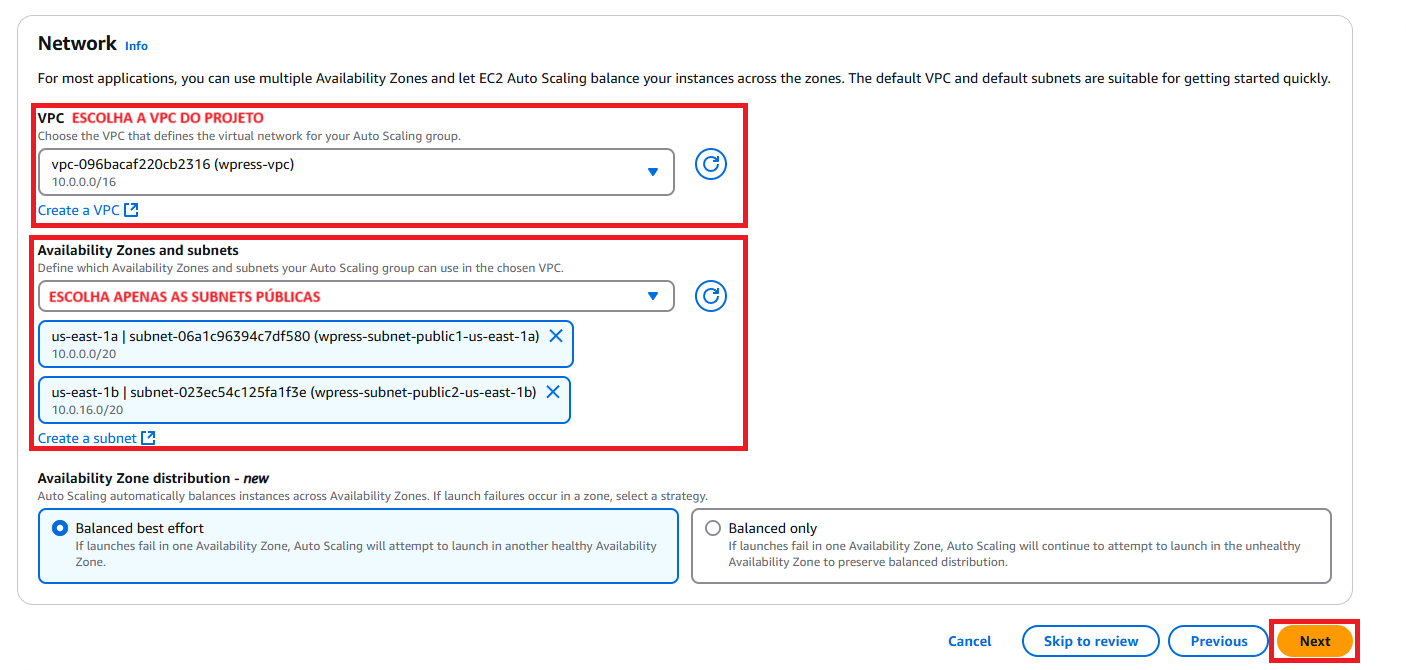 Network Info
For most applications, you can use multiple Availability Zones and let EC2 Auto Scaling balance your instances across the zones. The default VPC and default subnets are suitable for getting started quickly.
VPC ESCOLHA A VPC DO PROJETO
Choose the VPC that defines the virtual network for your Auto Scaling group.
vpc-096bacaf220cb2316 (wpress-vpc)
10.0.0.0/16
Create a VPC
Availability Zones and subnets
Define which Availability Zones and subnets your Auto Scaling group can use in the chosen VPC.
ESCOLHA APENAS AS SUBNETS PÚBLICAS
us-east-1a | subnet-06a1c96394c7df580 (wpress-subnet-public1-us-east-1a)
10.0.0.0/20
us-east-1b | subnet-023ec54c125fa1f3e (wpress-subnet-public2-us-east-1b)
10.0.16.0/20
Create a subnet
Availability Zone distribution - new
Auto Scaling automatically balances instances across Availability Zones. If launch failures occur in a zone, select a strategy.
Balanced best effort
If launches fail in one Availability Zone, Auto Scaling will attempt to launch in another healthy Availability
Zone.
Balanced only
If launches fail in one Availability Zone, Auto Scaling will continue to attempt to launch in the unhealthy
Availability Zone to preserve balanced distribution.
Cancel Skip to review Previous Next